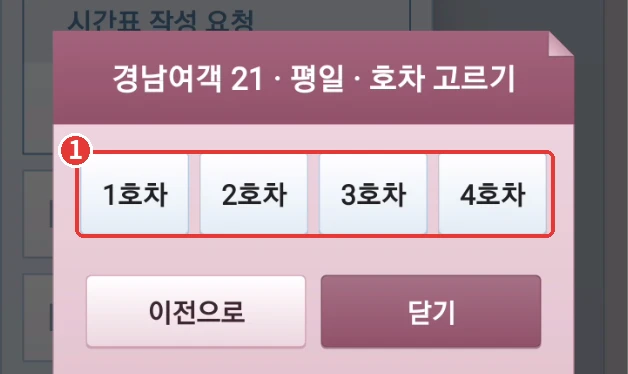 시간표 작성 요청
경남여객 21 · 평일 · 호차 고르기
1
1호차 2호차 3호차 4호차
이전으로 닫기